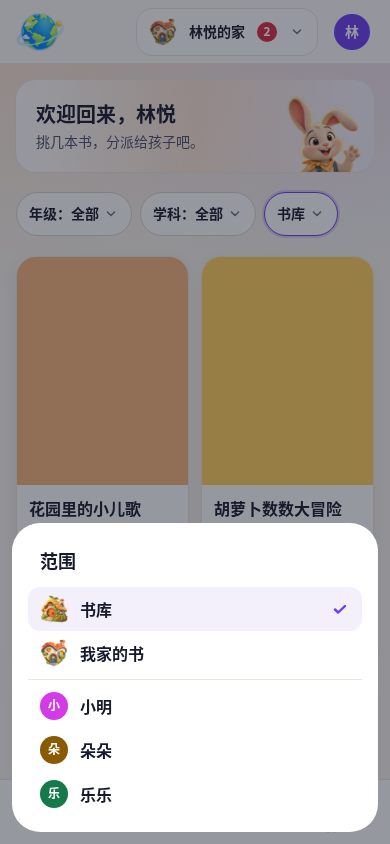 林悦的家
2
林
欢迎回来，林悦
挑几本书，分派给孩子吧。
年级：全部
学科：全部
书库
花园里的小儿歌
胡萝卜数数大冒险
范围
书库
我家的书
小
小明
朵
朵朵
乐
乐乐